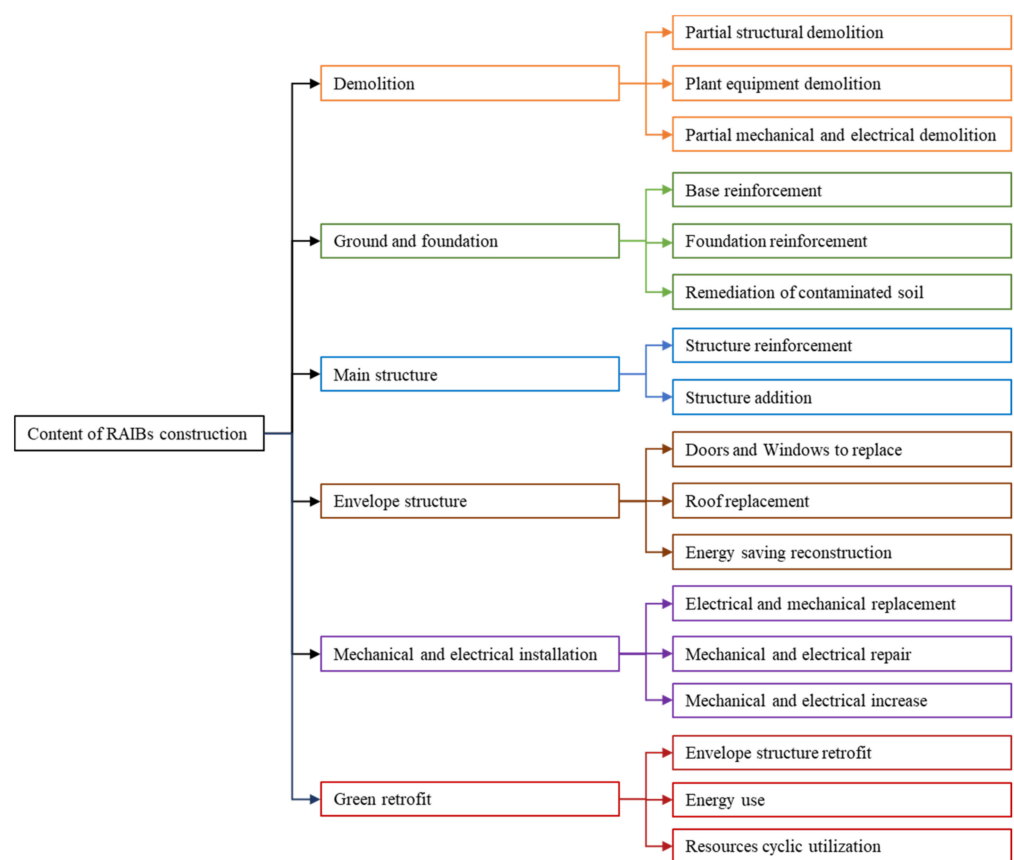 Content of RAIBs construction
Demolition
Partial structural demolition
Plant equipment demolition
Partial mechanical and electrical demolition
Ground and foundation
Base reinforcement
Foundation reinforcement
Remediation of contaminated soil
Main structure
Structure reinforcement
Structure addition
Envelope structure
Doors and Windows to replace
Roof replacement
Energy saving reconstruction
Mechanical and electrical installation
Electrical and mechanical replacement
Mechanical and electrical repair
Mechanical and electrical increase
Green retrofit
Envelope structure retrofit
Energy use
Resources cyclic utilization